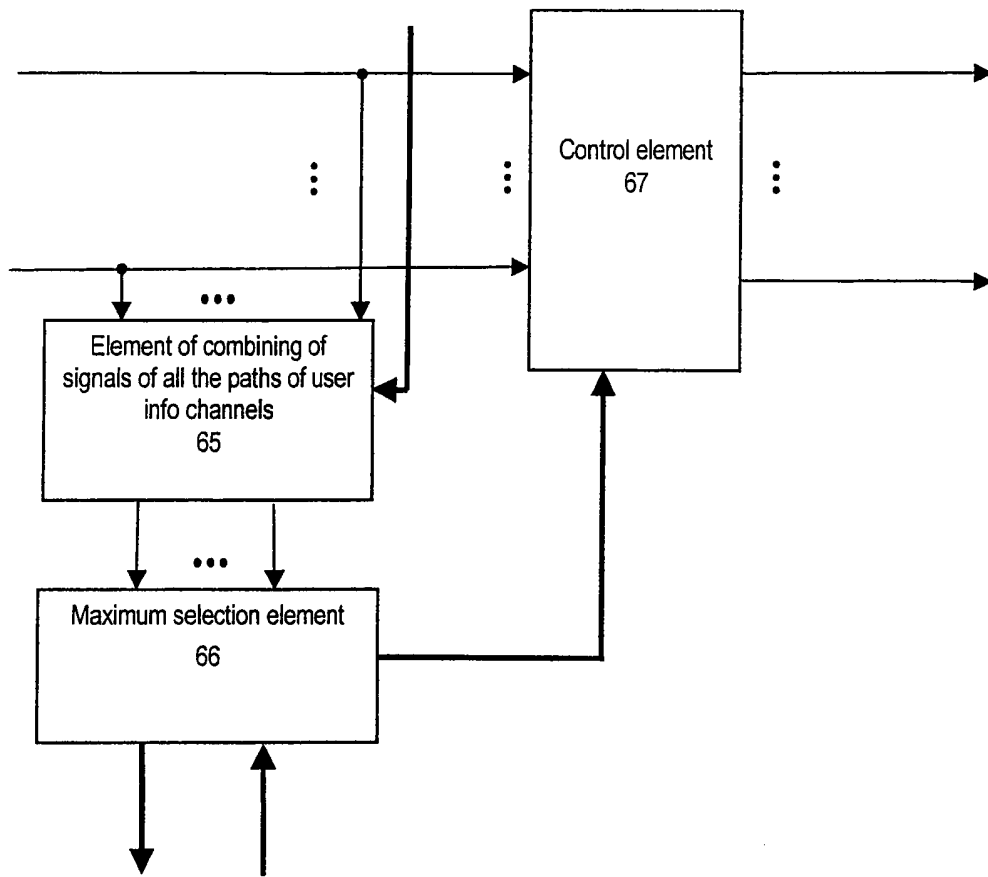 Control element
67
Element of combining of
signals of all the paths of user
info channels
65
Maximum selection element
66